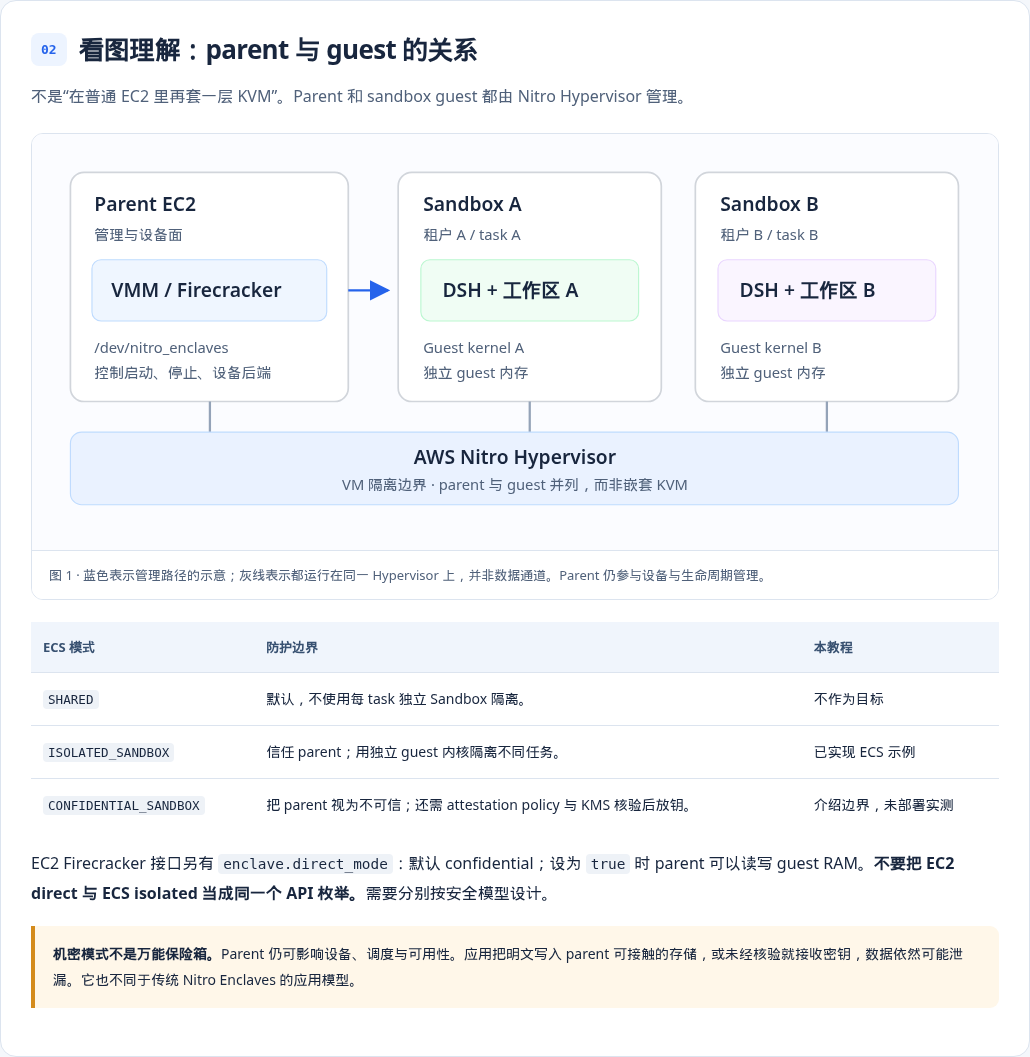 02 看图理解：parent 与 guest 的关系
不是“在普通 EC2 里再套一层 KVM”。Parent 和 sandbox guest 都由 Nitro Hypervisor 管理。
Parent EC2
管理与设备面
VMM / Firecracker
/dev/nitro_enclaves
控制启动、停止、设备后端
Sandbox A
租户 A / task A
DSH + 工作区 A
Guest kernel A
独立 guest 内存
Sandbox B
租户 B / task B
DSH + 工作区 B
Guest kernel B
独立 guest 内存
AWS Nitro Hypervisor
VM 隔离边界 · parent 与 guest 并列，而非嵌套 KVM
图 1 · 蓝色表示管理路径的示意；灰线表示都运行在同一 Hypervisor 上，并非数据通道。Parent 仍参与设备与生命周期管理。
ECS 模式 防护边界 本教程
SHARED 默认，不使用每 task 独立 Sandbox 隔离。 不作为目标
ISOLATED_SANDBOX 信任 parent；用独立 guest 内核隔离不同任务。 已实现 ECS 示例
CONFIDENTIAL_SANDBOX 把 parent 视为不可信；还需 attestation policy 与 KMS 核验后放钥。 介绍边界，未部署实测
EC2 Firecracker 接口另有 enclave.direct_mode：默认 confidential；设为 true 时 parent 可以读写 guest RAM。不要把 EC2
direct 与 ECS isolated 当成同一个 API 枚举。需要分别按安全模型设计。
机密模式不是万能保险箱。Parent 仍可影响设备、调度与可用性。应用把明文写入 parent 可接触的存储，或未经核验就接收密钥，数据依然可能泄
漏。它也不同于传统 Nitro Enclaves 的应用模型。